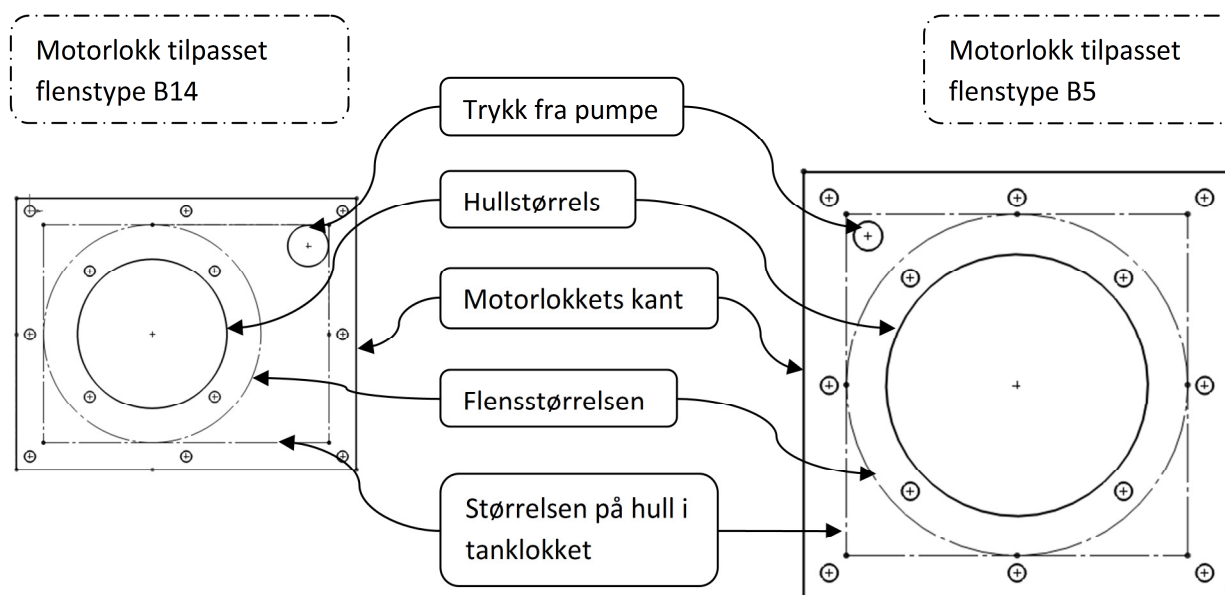 Motorlokk tilpasset
flenstype B14
Motorlokk tilpasset
flenstype B5
Trykk fra pumpe
Hullstørrels
Motorlokkets kant
Flensstørrelsen
Størrelsen på hull i
tanklokket